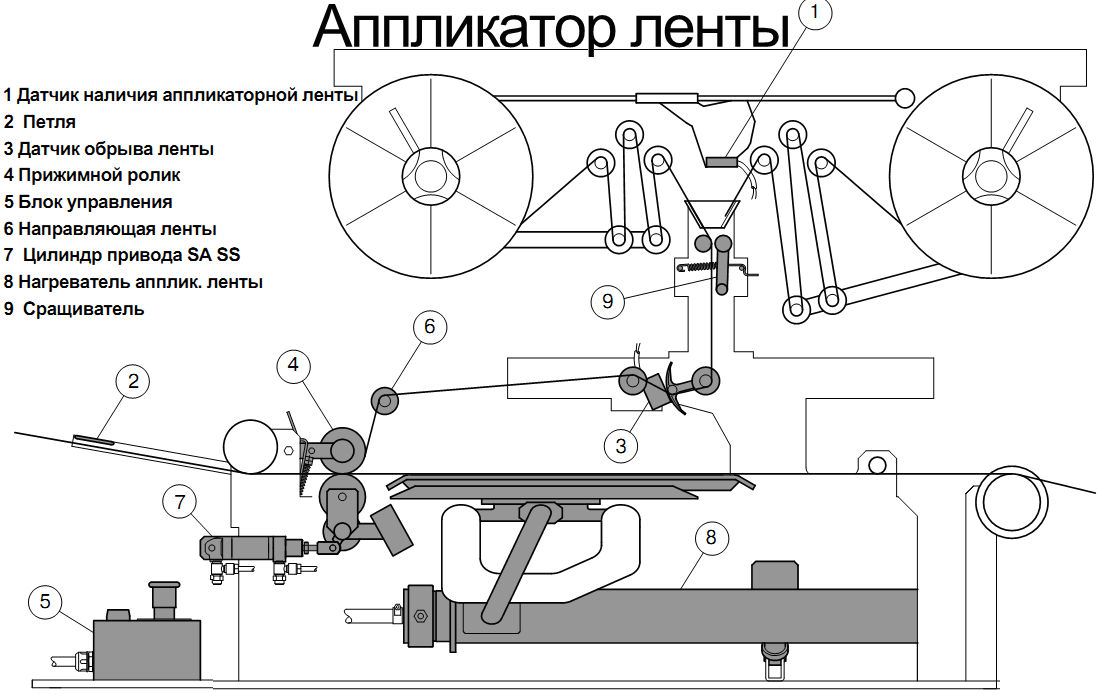 Аппликатор ленты
1
1 Датчик наличия аппликаторной ленты
2 Петля
3 Датчик обрыва ленты
4 Прижимной ролик
5 Блок управления
6 Направляющая ленты
7 Цилиндр привода SA SS
8 Нагреватель апплик. ленты
9 Сращиватель
9
6
4
2
3
7
8
5